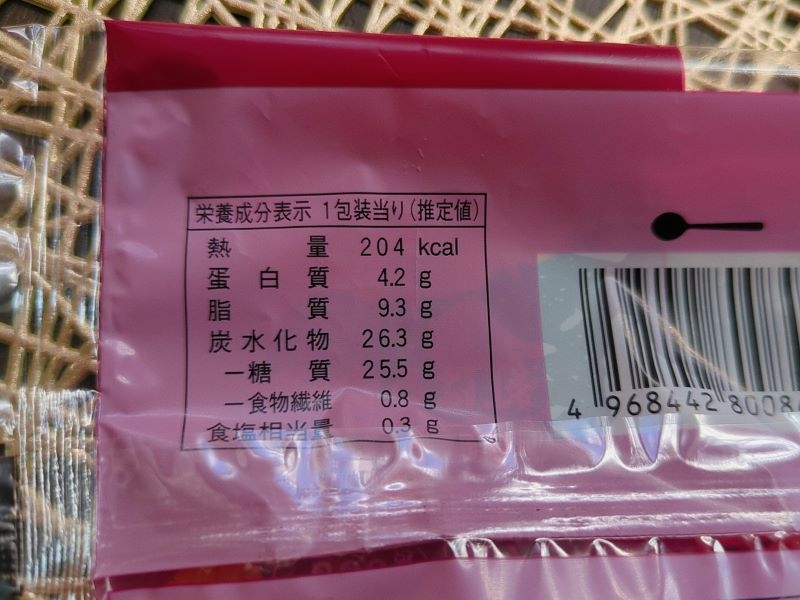 栄養成分表示 1包装当り(推定値)
熱量 204 kcal
蛋白質 4.2 g
脂質 9.3 g
炭水化物 26.3 g
－糖質 25.5 g
－食物繊維 0.8 g
食塩相当量 0.3 g
4 968442 8008